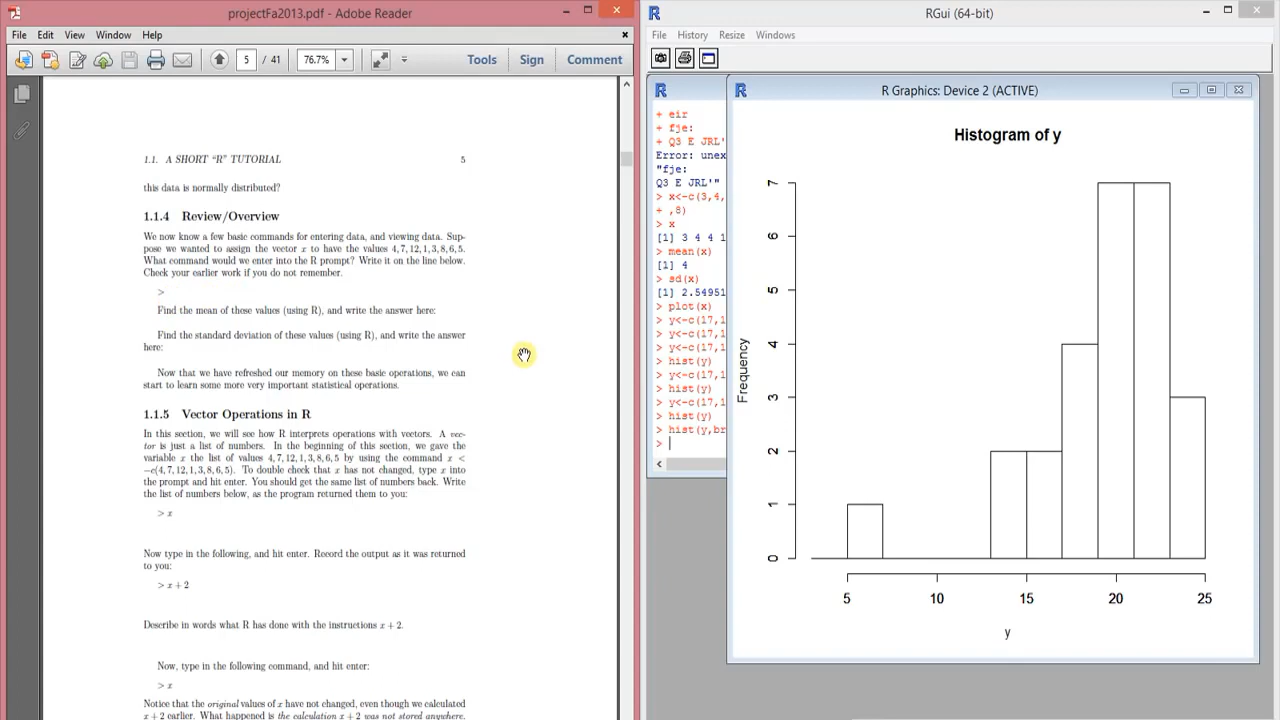 projectFa2013.pdf - Adobe Reader
File Edit View Window Help
5 / 41 76.7% Tools Sign Comment
1.1. A SHORT “R” TUTORIAL 5
this data is normally distributed?
1.1.4 Review/Overview
We now know a few basic commands for entering data, and viewing data. Sup-
pose we wanted to assign the vector x to have the values 4, 7, 12, 1, 3, 8, 6, 5.
What command would we enter into the R prompt? Write it on the line below.
Check your earlier work if you do not remember.
>
Find the mean of these values (using R), and write the answer here:
Find the standard deviation of these values (using R), and write the answer
here:
Now that we have refreshed our memory on these basic operations, we can
start to learn some more very important statistical operations.
1.1.5 Vector Operations in R
In this section, we will see how R interprets operations with vectors. A vec-
tor is just a list of numbers. In the beginning of this section, we gave the
variable x the list of values 4, 7, 12, 1, 3, 8, 6, 5 by using the command x <
−c(4, 7, 12, 1, 3, 8, 6, 5). To double check that x has not changed, type x into
the prompt and hit enter. You should get the same list of numbers back. Write
the list of numbers below, as the program returned them to you:
> x
Now type in the following, and hit enter. Record the output as it was returned
to you:
> x + 2
Describe in words what R has done with the instructions x + 2.
Now, type in the following command, and hit enter:
> x
Notice that the original values of x have not changed, even though we calculated
x + 2 earlier. What happened is the calculation x + 2 was not stored anywhere.
RGui (64-bit)
File History Resize Windows
+ eir
+ fje:
+ Q3 E JRL'
Error: unex
"fje:
Q3 E JRL'"
> x<-c(3,4,
+ ,8)
> x
[1] 3 4 4 1
> mean(x)
[1] 4
> sd(x)
[1] 2.54951
> plot(x)
> y<-c(17,1
> y<-c(17,1
> y<-c(17,1
> hist(y)
> y<-c(17,1
> hist(y)
> y<-c(17,1
> hist(y)
> hist(y,br
>
R Graphics: Device 2 (ACTIVE)
Histogram of y
Frequency
7
6
5
4
3
2
1
0
5 10 15 20 25
y